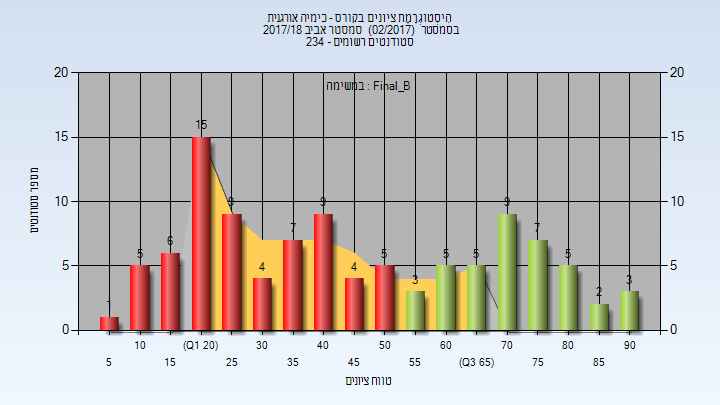 היסטוגרמת ציונים בקורס - כימיה אורגנית
בסמסטר (02/2017) סמסטר אביב 2017/18
סטודנטים רשומים - 234
במשימה : Final_B
20 20
15 15
10 10
5 5
0 0
מספר סטודנטים
1 5 6 15 9 4 7 9 4 5 3 5 5 9 7 5 2 3
10 (Q1 20) 30 40 50 60 70 80 90
5 15 25 35 45 55 (Q3 65) 75 85
טווח ציונים